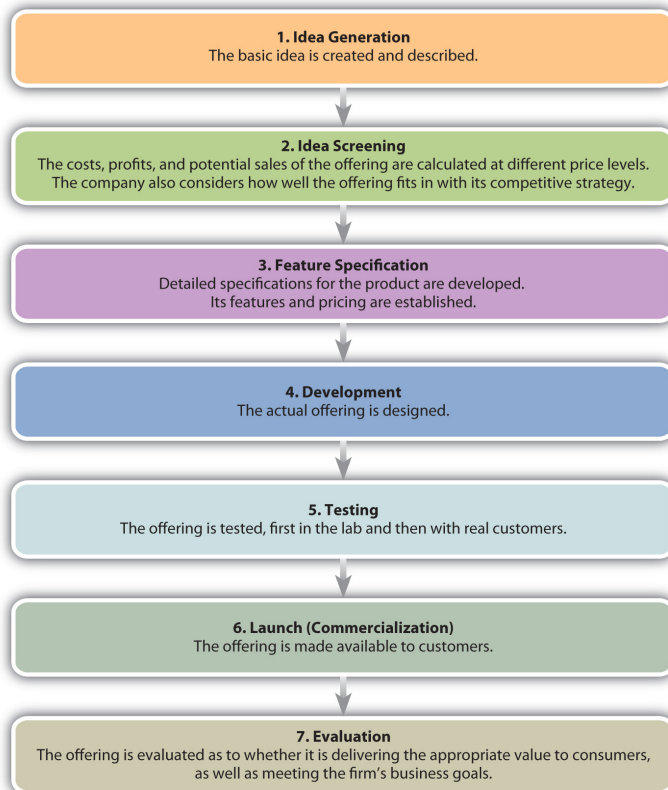 1. Idea Generation
The basic idea is created and described.
2. Idea Screening
The costs, profits, and potential sales of the offering are calculated at different price levels.
The company also considers how well the offering fits in with its competitive strategy.
3. Feature Specification
Detailed specifications for the product are developed.
Its features and pricing are established.
4. Development
The actual offering is designed.
5. Testing
The offering is tested, first in the lab and then with real customers.
6. Launch (Commercialization)
The offering is made available to customers.
7. Evaluation
The offering is evaluated as to whether it is delivering the appropriate value to consumers,
as well as meeting the firm's business goals.